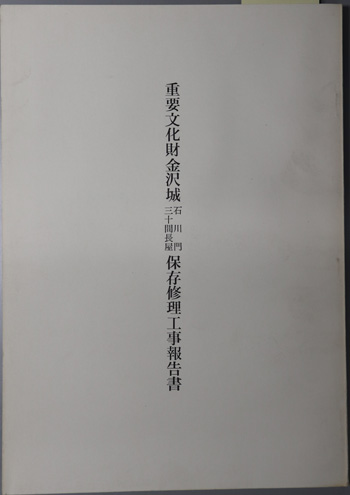 重要文化財金沢城
石川門
三十間長屋
保存修理工事報告書